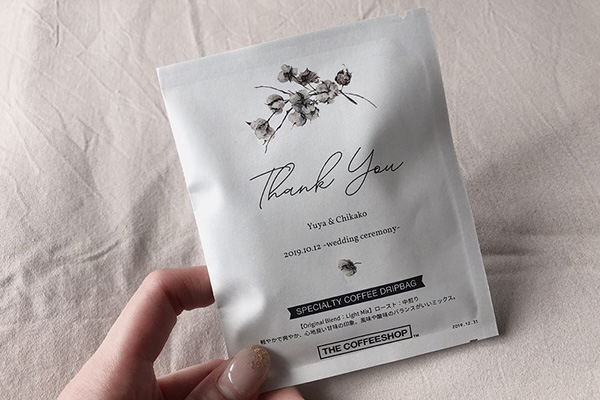 Thank You
Yuya & Chikako
2019.10.12 -wedding ceremony-
SPECIALTY COFFEE DRIPBAG
【Original Blend：Light Mix】ロースト：中煎り
軽やかで爽やか、心地良い甘味の印象。風味や酸味のバランスがいいミックス。
THE COFFEESHOP™
2019.12.31